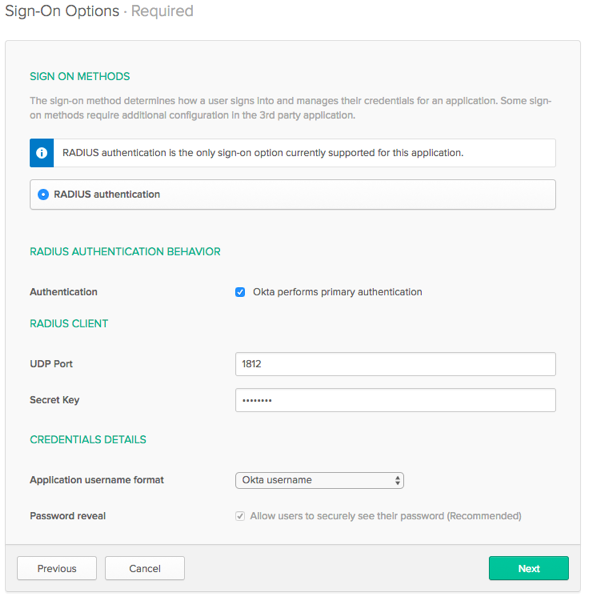 Sign-On Options · Required
SIGN ON METHODS
The sign-on method determines how a user signs into and manages their credentials for an application. Some sign-
on methods require additional configuration in the 3rd party application.
RADIUS authentication is the only sign-on option currently supported for this application.
RADIUS authentication
RADIUS AUTHENTICATION BEHAVIOR
Authentication
Okta performs primary authentication
RADIUS CLIENT
UDP Port
1812
Secret Key
••••••••
CREDENTIALS DETAILS
Application username format
Okta username
Password reveal
Allow users to securely see their password (Recommended)
Previous
Cancel
Next